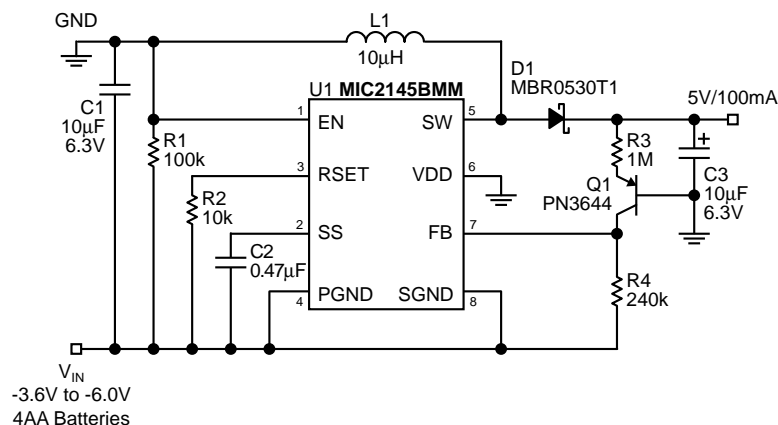 GND
L1
10µH
D1
MBR0530T1
U1 MIC2145BMM
5V/100mA
C1
10µF
6.3V
1
EN
SW
5
R1
100k
R3
1M
C3
10µF
6.3V
3
RSET
VDD
6
Q1
PN3644
R2
10k
2
SS
FB
7
C2
0.47µF
R4
240k
PGND
4
SGND
8
VIN
-3.6V to -6.0V
4AA Batteries
+